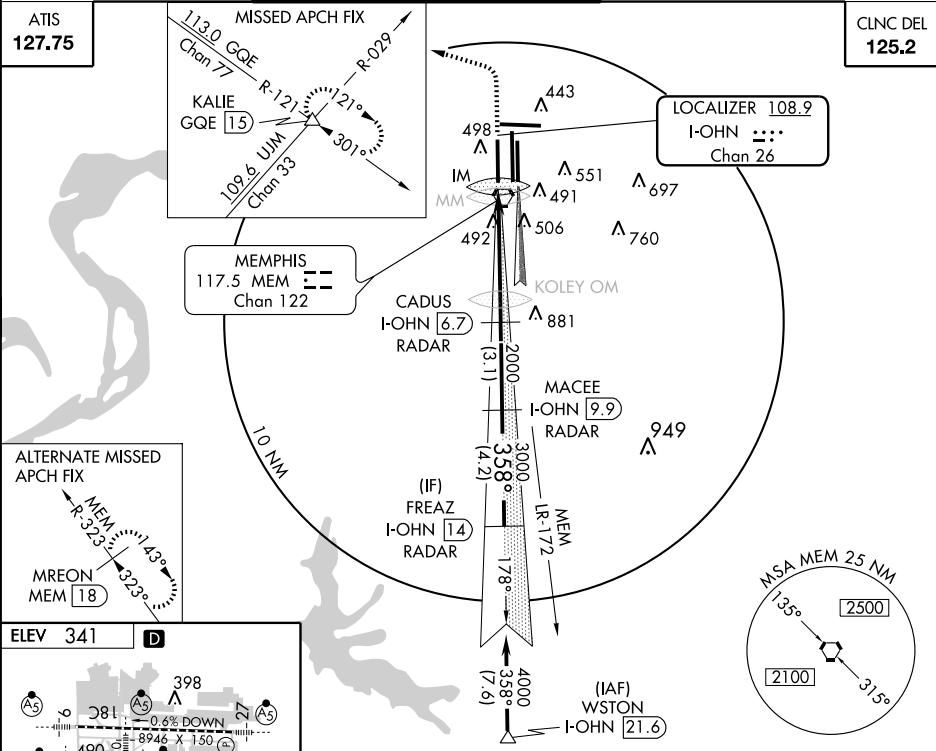 ATIS
127.75
CLNC DEL
125.2
MISSED APCH FIX
113.0 GQE
Chan 77
R-121
R-029
KALIE
GQE 15
121°
301°
109.6 UJM
Chan 33
443
498
LOCALIZER 108.9
I-OHN
Chan 26
IM
MM
551
491
697
492
506
760
MEMPHIS
117.5 MEM
Chan 122
KOLEY OM
CADUS
I-OHN 6.7
RADAR
881
2000
(3.1)
MACEE
I-OHN 9.9
RADAR
949
10 NM
3000
358°
(4.2)
ALTERNATE MISSED
APCH FIX
MEM
R-323
143°
323°
MREON
MEM 18
(IF)
FREAZ
I-OHN 14
RADAR
MEM
LR-172
178°
MSA MEM 25 NM
135°
2500
2100
315°
ELEV 341 D
4000
358°
(7.6)
(IAF)
WSTON
I-OHN 21.6
398
A5
A5
A5
9
18C
27
0.6% DOWN
8946 X 150
P
490